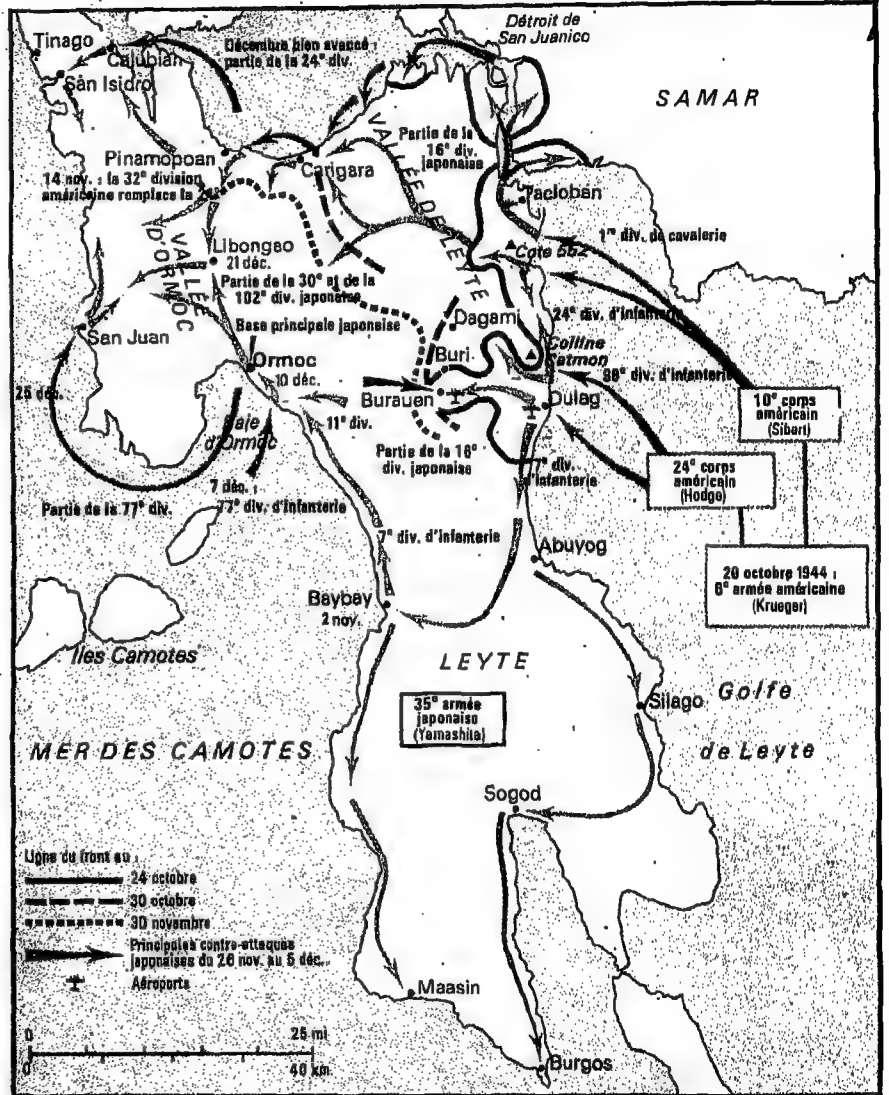 Détroit de
San Juanico
Tinago
Calubian
San Isidro
Décembre bien avancé :
partie de la 24e div.
SAMAR
Pinamopoan
Carigara
VALLÉE DE LEYTE
Partie de la
16e div.
japonaise
14 nov. : la 32e division
américaine remplace la
Tacloban
1re div. de cavalerie
Cote 552
Libongao
21 déc.
VALLÉE
D'ORMOC
Partie de la 30e et de la
102e div. japonaise
24e div. d'infanterie
Dagami
San Juan
Base principale japonaise
Buri
Colline
Catmon
Ormoc
10 déc.
96e div. d'infanterie
Burauen
Dulag
10e corps
américain
(Sibert)
25 déc.
Baie
d'Ormoc
11e div.
Partie de la 16e
div. japonaise
7e div.
d'infanterie
24e corps
américain
(Hodge)
Partie de la 77e div.
7 déc. :
77e div. d'infanterie
7e div. d'infanterie
Abuyog
20 octobre 1944 :
6e armée américaine
(Krueger)
Baybay
2 nov.
Iles Camotes
LEYTE
35e armée
japonaise
(Yamashita)
Silago
Golfe
de Leyte
MER DES CAMOTES
Sogod
Ligne du front au :
24 octobre
30 octobre
30 novembre
Principales contre-attaques
japonaises du 26 nov. au 5 déc.
Aéroports
Maasin
0 25 mi
0 40 km
Burgos